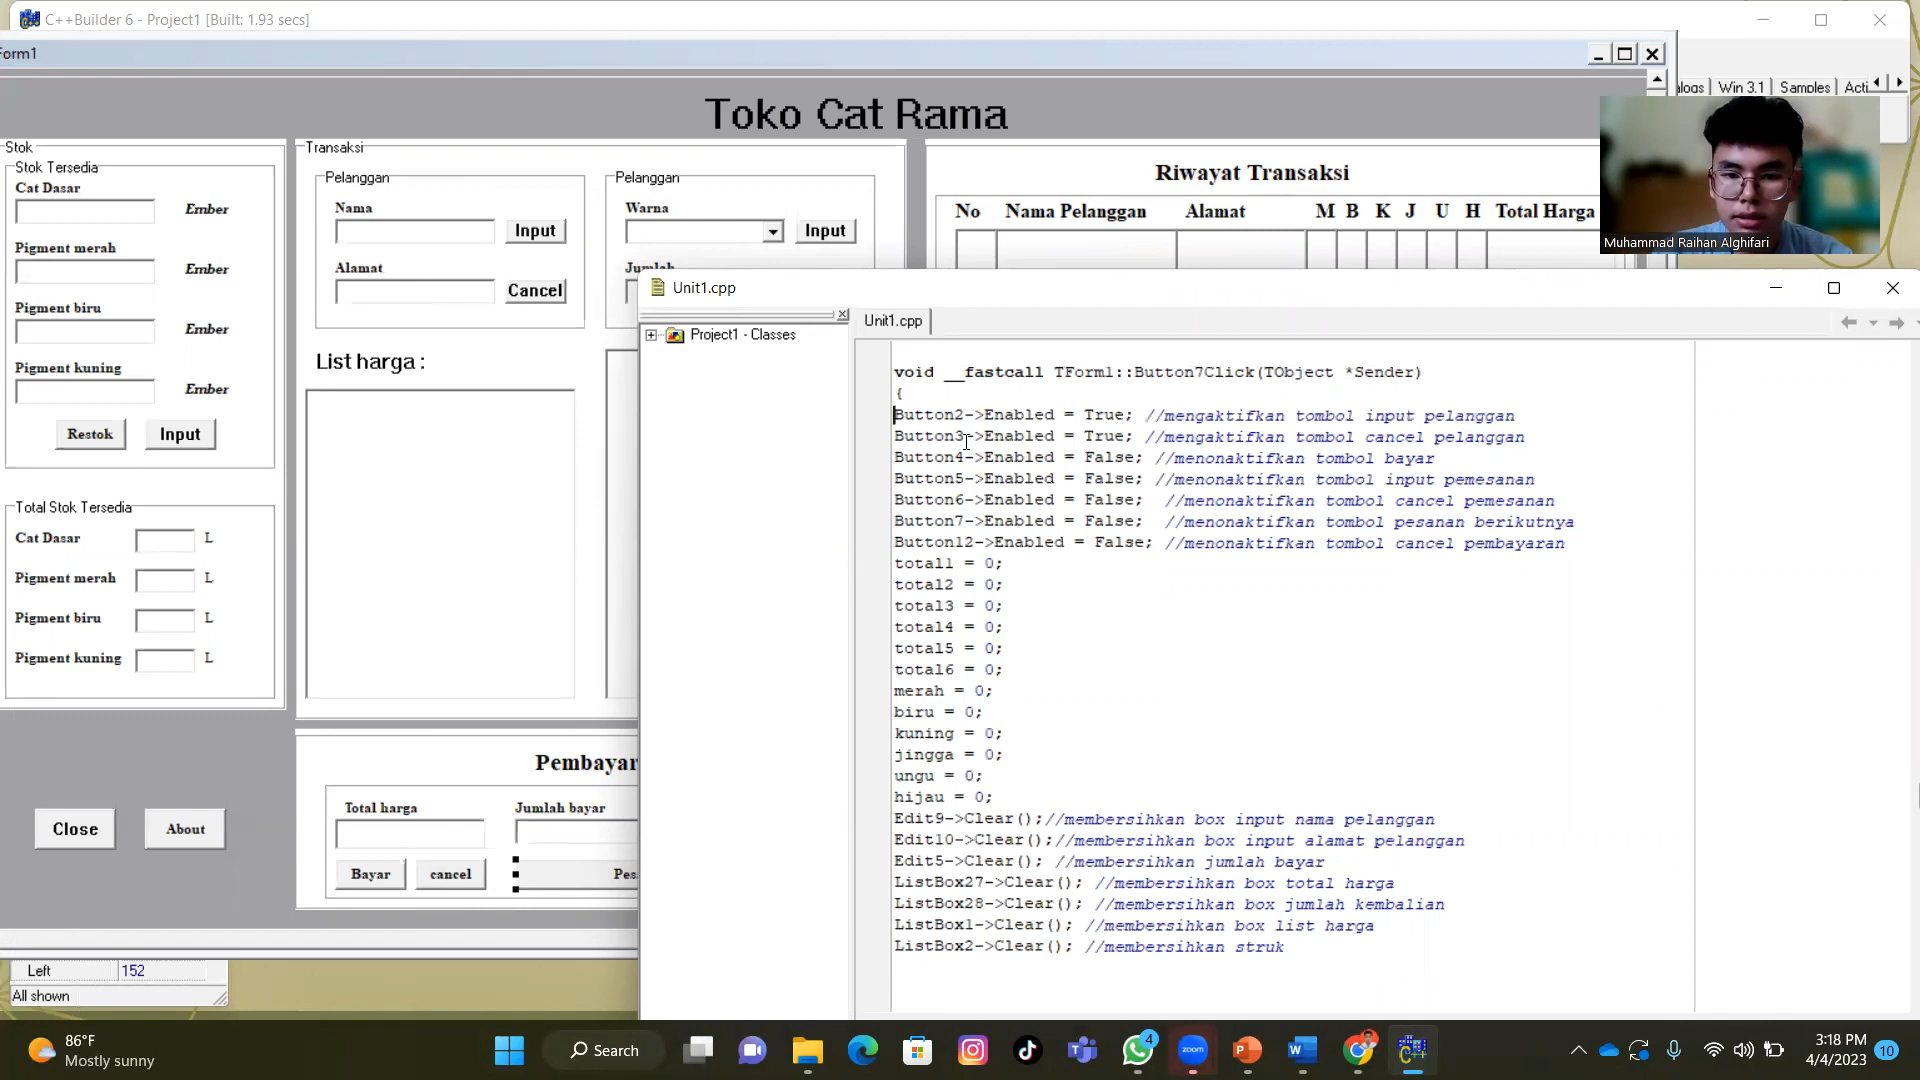 C++Builder 6 - Project1 [Built: 1.93 secs]
Form1
alogs Win 3.1 Samples Acti
Toko Cat Rama
Stok
Stok Tersedia
Cat Dasar
Ember
Pigment merah
Ember
Pigment biru
Ember
Pigment kuning
Ember
Restok Input
Total Stok Tersedia
Cat Dasar L
Pigment merah L
Pigment biru L
Pigment kuning L
Close About
Transaksi
Pelanggan
Nama
Input
Alamat
Cancel
Pelanggan
Warna
Input
Jumlah
List harga :
Pembayar
Total harga Jumlah bayar
Bayar cancel Pes
Riwayat Transaksi
No Nama Pelanggan Alamat M B K J U H Total Harga
Muhammad Raihan Alghifari
Unit1.cpp
Project1 - Classes
Unit1.cpp
void __fastcall TForm1::Button7Click(TObject *Sender)
{
Button2->Enabled = True; //mengaktifkan tombol input pelanggan
Button3->Enabled = True; //mengaktifkan tombol cancel pelanggan
Button4->Enabled = False; //menonaktifkan tombol bayar
Button5->Enabled = False; //menonaktifkan tombol input pemesanan
Button6->Enabled = False; //menonaktifkan tombol cancel pemesanan
Button7->Enabled = False; //menonaktifkan tombol pesanan berikutnya
Button12->Enabled = False; //menonaktifkan tombol cancel pembayaran
total1 = 0;
total2 = 0;
total3 = 0;
total4 = 0;
total5 = 0;
total6 = 0;
merah = 0;
biru = 0;
kuning = 0;
jingga = 0;
ungu = 0;
hijau = 0;
Edit9->Clear();//membersihkan box input nama pelanggan
Edit10->Clear();//membersihkan box input alamat pelanggan
Edit5->Clear(); //membersihkan jumlah bayar
ListBox27->Clear(); //membersihkan box total harga
ListBox28->Clear(); //membersihkan box jumlah kembalian
ListBox1->Clear(); //membersihkan box list harga
ListBox2->Clear(); //membersihkan struk
Left 152
All shown
86°F
Mostly sunny
Search
4
zoom
3:18 PM
4/4/2023
10